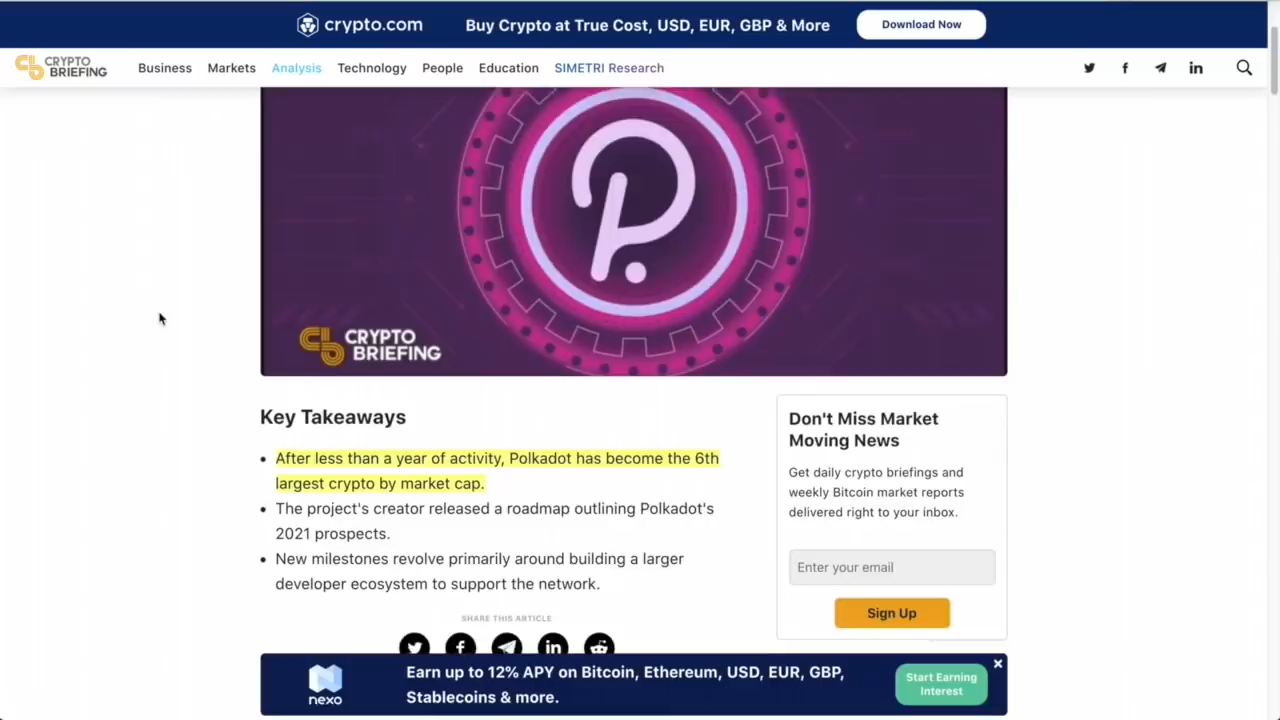 crypto.com
Buy Crypto at True Cost, USD, EUR, GBP & More
Download Now
CRYPTO
BRIEFING
Business
Markets
Analysis
Technology
People
Education
SIMETRI Research
CRYPTO
BRIEFING
Key Takeaways
After less than a year of activity, Polkadot has become the 6th
largest crypto by market cap.
The project's creator released a roadmap outlining Polkadot's
2021 prospects.
New milestones revolve primarily around building a larger
developer ecosystem to support the network.
SHARE THIS ARTICLE
Don't Miss Market
Moving News
Get daily crypto briefings and
weekly Bitcoin market reports
delivered right to your inbox.
Enter your email
Sign Up
nexo
Earn up to 12% APY on Bitcoin, Ethereum, USD, EUR, GBP,
Stablecoins & more.
Start Earning
Interest